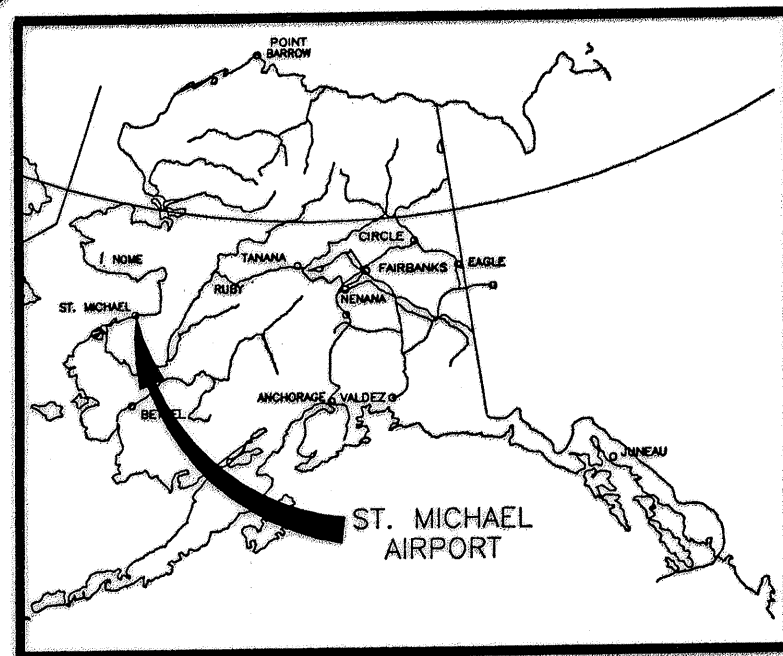 POINT
BARROW
CIRCLE
NOME
TANANA
FAIRBANKS
EAGLE
RUBY
NENANA
ST. MICHAEL
ANCHORAGE
VALDEZ
BETHEL
JUNEAU
ST. MICHAEL
AIRPORT